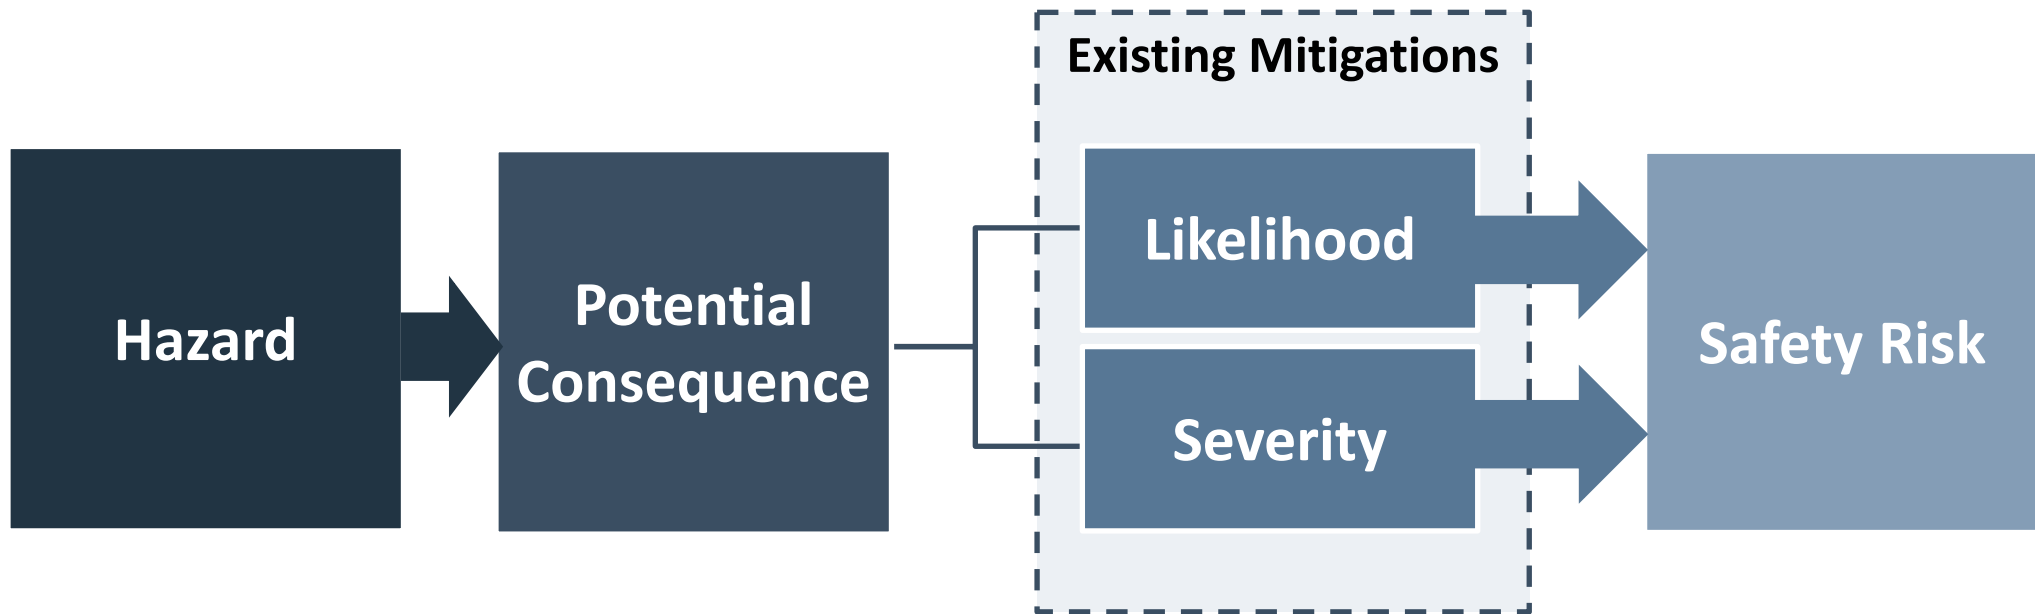 Existing Mitigations
Hazard
Potential
Consequence
Likelihood
Severity
Safety Risk